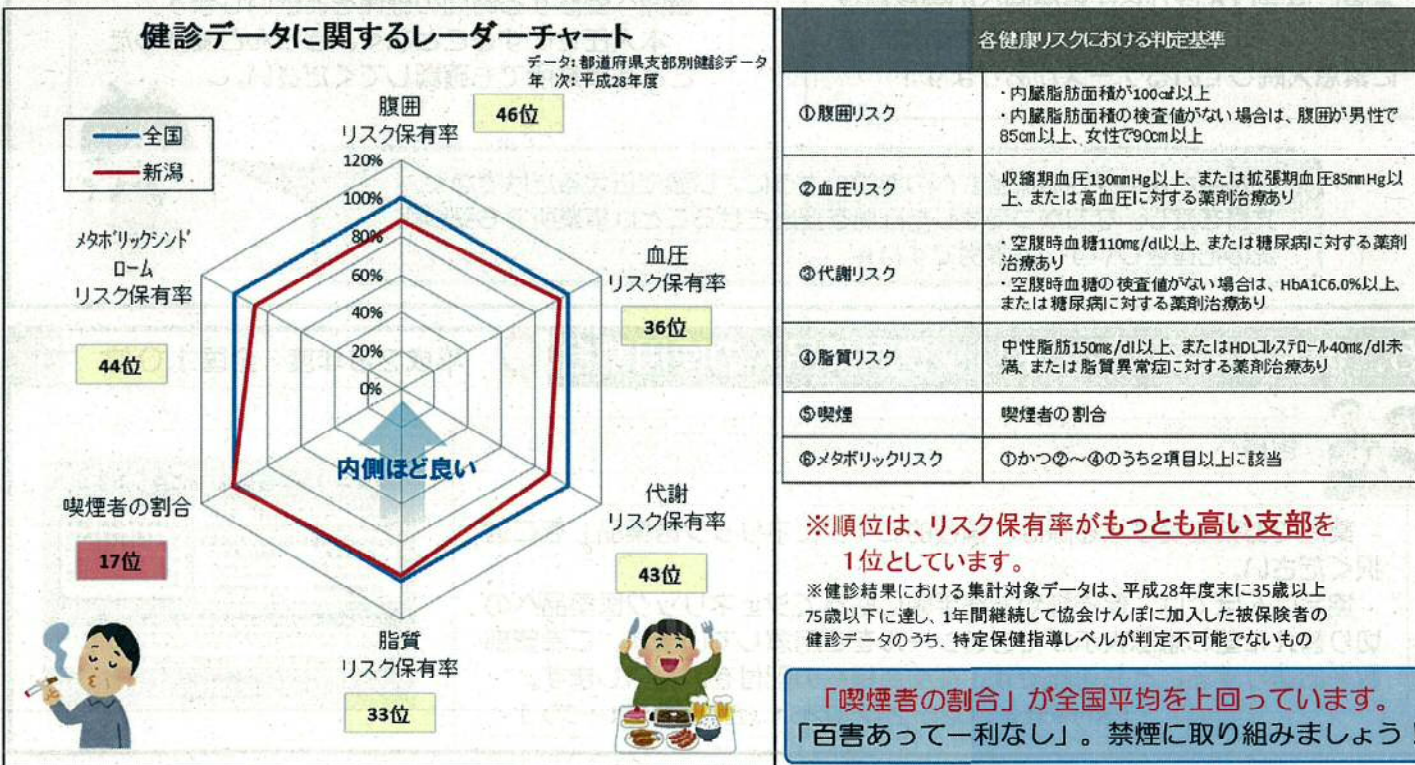 健診データに関するレーダーチャート
データ: 都道府県支部別健診データ
年 次: 平成28年度
全国
新潟
腹囲
リスク保有率
46位
120%
100%
80%
60%
40%
20%
0%
血圧
リスク保有率
36位
代謝
リスク保有率
43位
脂質
リスク保有率
33位
喫煙者の割合
17位
メタボリックシンド
ローム
リスク保有率
44位
内側ほど良い
各健康リスクにおける判定基準
①腹囲リスク
・内臓脂肪面積が100㎠以上
・内臓脂肪面積の検査値がない場合は、腹囲が男性で
85cm以上、女性で90cm以上
②血圧リスク
収縮期血圧130mmHg以上、または拡張期血圧85mmHg以
上、または高血圧に対する薬剤治療あり
③代謝リスク
・空腹時血糖110mg/dl以上、または糖尿病に対する薬剤
治療あり
・空腹時血糖の検査値がない場合は、HbA1C6.0%以上、
または糖尿病に対する薬剤治療あり
④脂質リスク
中性脂肪150mg/dl以上、またはHDLコレステロール40mg/dl未
満、または脂質異常症に対する薬剤治療あり
⑤喫煙
喫煙者の割合
⑥メタボリックリスク
①かつ②～④のうち2項目以上に該当
※順位は、リスク保有率がもっとも高い支部を
1位としています。
※健診結果における集計対象データは、平成28年度末に35歳以上
75歳以下に達し、1年間継続して協会けんぽに加入した被保険者の
健診データのうち、特定保健指導レベルが判定不可能でないもの
「喫煙者の割合」が全国平均を上回っています。
「百害あって一利なし」。禁煙に取り組みましょう！